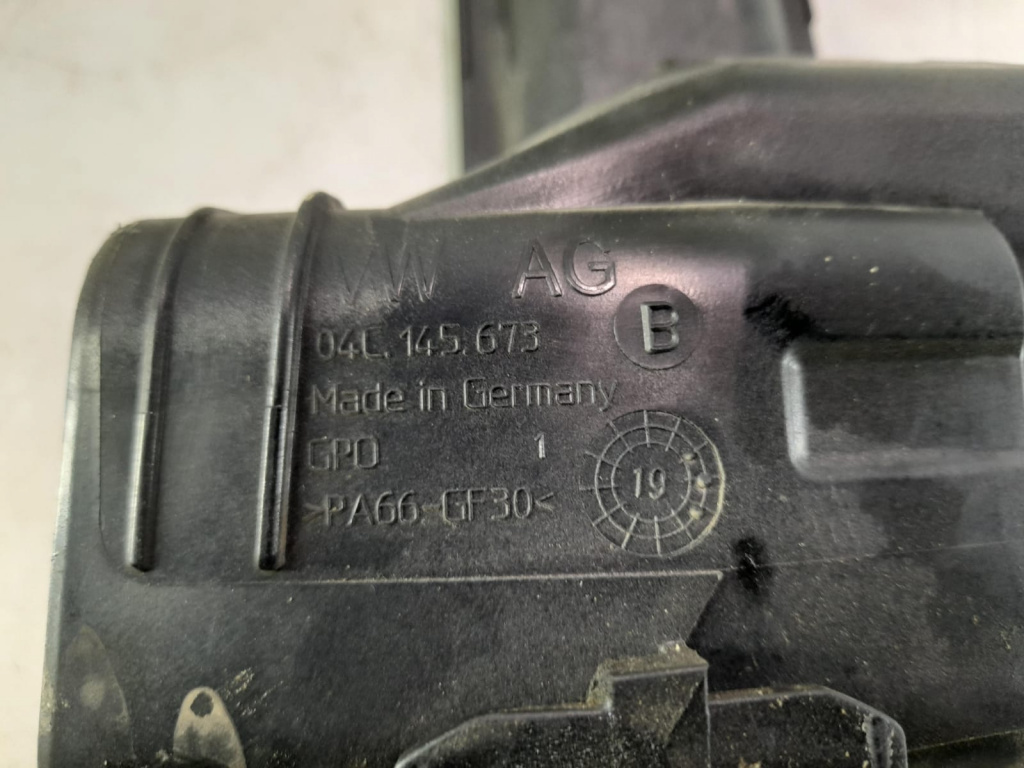 VW AG
04C.145.673 B
Made in Germany
GPO 1
>PA66-GF30<
19